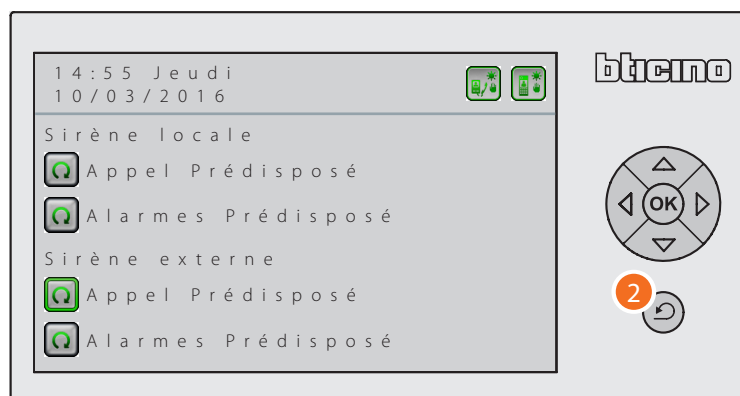 14:55 Jeudi
10/03/2016
bticino
Sirène locale
Appel Prédisposé
Alarmes Prédisposé
OK
Sirène externe
Appel Prédisposé
2
Alarmes Prédisposé